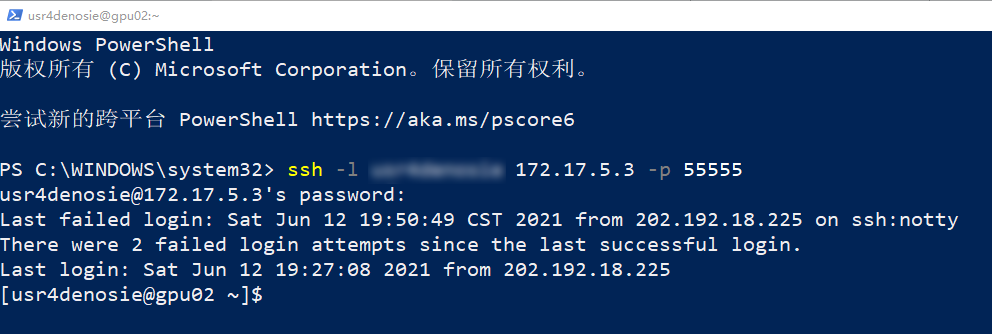 usr4denosie@gpu02:~
Windows PowerShell
版权所有 (C) Microsoft Corporation。保留所有权利。
尝试新的跨平台 PowerShell https://aka.ms/pscore6
PS C:\WINDOWS\system32> ssh -l 172.17.5.3 -p 55555
usr4denosie@172.17.5.3's password:
Last failed login: Sat Jun 12 19:50:49 CST 2021 from 202.192.18.225 on ssh:notty
There were 2 failed login attempts since the last successful login.
Last login: Sat Jun 12 19:27:08 2021 from 202.192.18.225
[usr4denosie@gpu02 ~]$